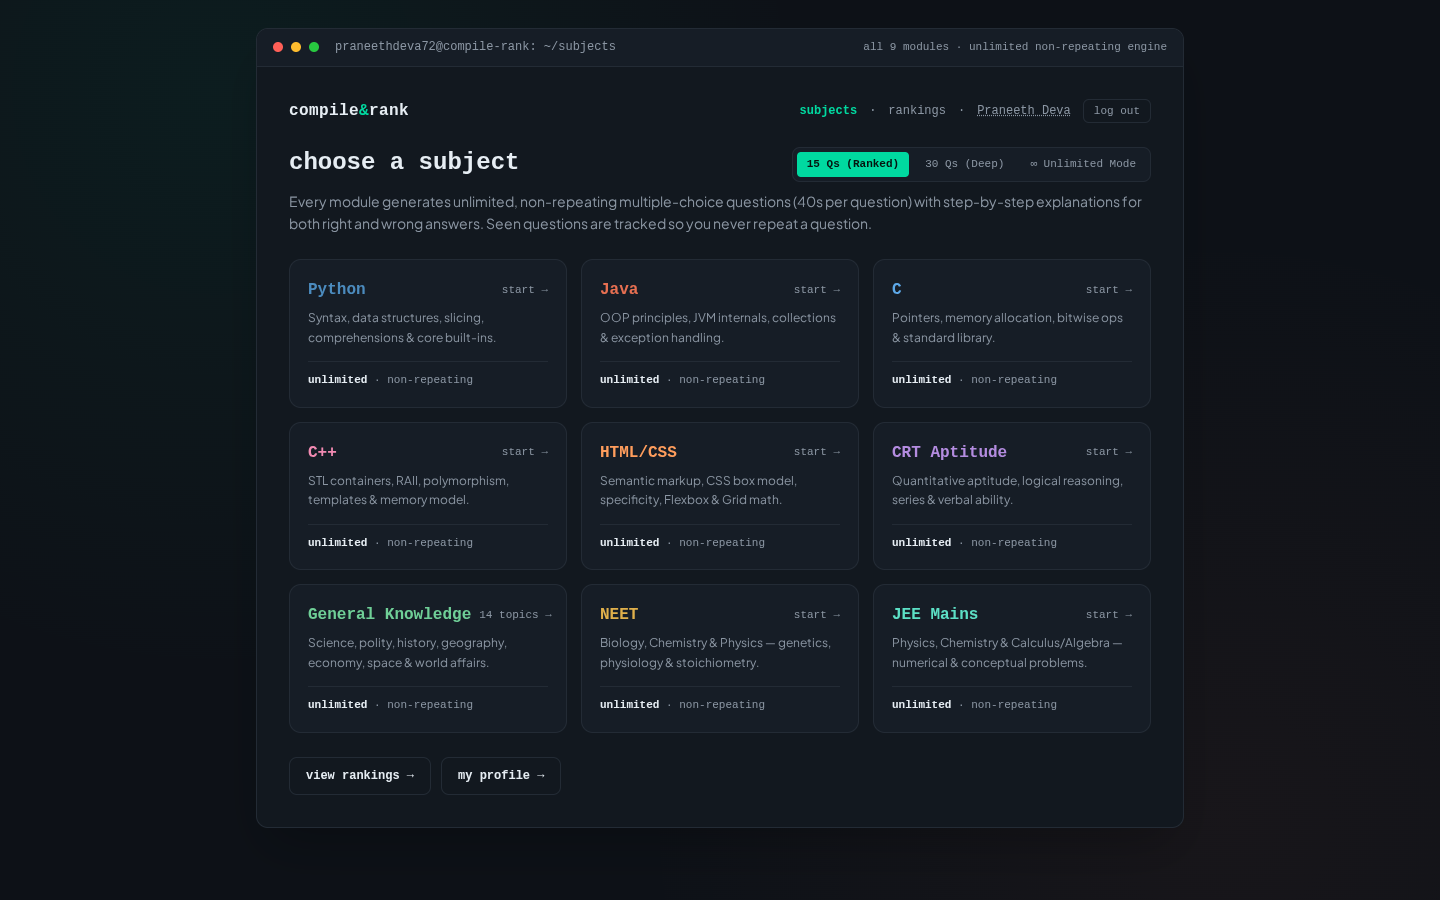 praneethdeva72@compile-rank: ~/subjects
all 9 modules · unlimited non-repeating engine
compile&rank
subjects · rankings · Praneeth Deva log out
choose a subject
15 Qs (Ranked) 30 Qs (Deep) ∞ Unlimited Mode
Every module generates unlimited, non-repeating multiple-choice questions (40s per question) with step-by-step explanations for
both right and wrong answers. Seen questions are tracked so you never repeat a question.
Python start →
Syntax, data structures, slicing,
comprehensions & core built-ins.
unlimited · non-repeating
Java start →
OOP principles, JVM internals, collections
& exception handling.
unlimited · non-repeating
C start →
Pointers, memory allocation, bitwise ops
& standard library.
unlimited · non-repeating
C++ start →
STL containers, RAII, polymorphism,
templates & memory model.
unlimited · non-repeating
HTML/CSS start →
Semantic markup, CSS box model,
specificity, Flexbox & Grid math.
unlimited · non-repeating
CRT Aptitude start →
Quantitative aptitude, logical reasoning,
series & verbal ability.
unlimited · non-repeating
General Knowledge 14 topics →
Science, polity, history, geography,
economy, space & world affairs.
unlimited · non-repeating
NEET start →
Biology, Chemistry & Physics — genetics,
physiology & stoichiometry.
unlimited · non-repeating
JEE Mains start →
Physics, Chemistry & Calculus/Algebra —
numerical & conceptual problems.
unlimited · non-repeating
view rankings → my profile →